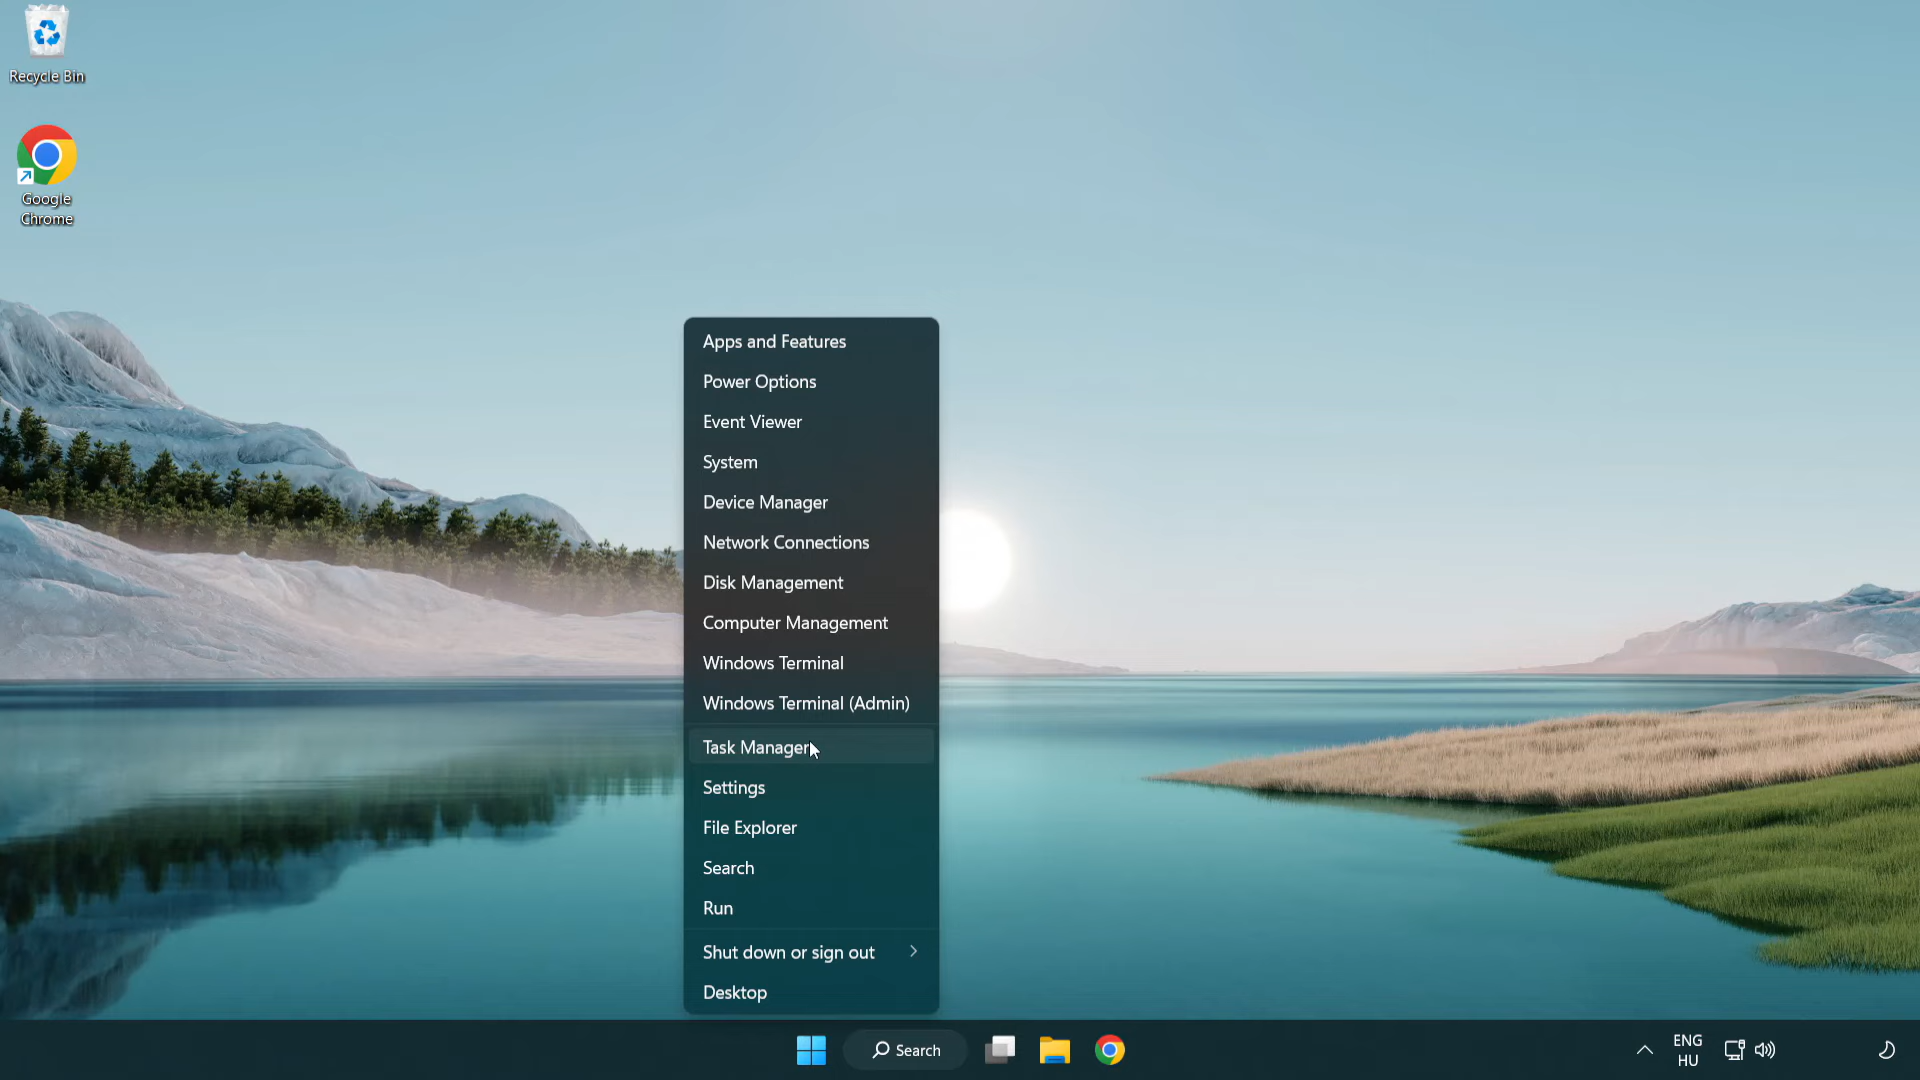 Recycle Bin
Google
Chrome
Apps and Features
Power Options
Event Viewer
System
Device Manager
Network Connections
Disk Management
Computer Management
Windows Terminal
Windows Terminal (Admin)
Task Manager
Settings
File Explorer
Search
Run
Shut down or sign out
Desktop
Search
ENG
HU